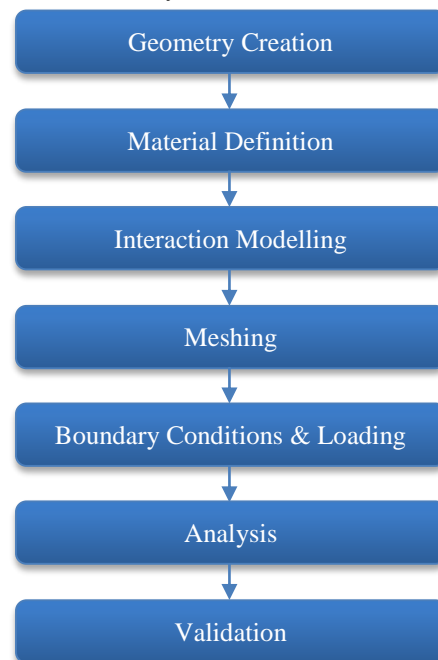 Geometry Creation
Material Definition
Interaction Modelling
Meshing
Boundary Conditions & Loading
Analysis
Validation